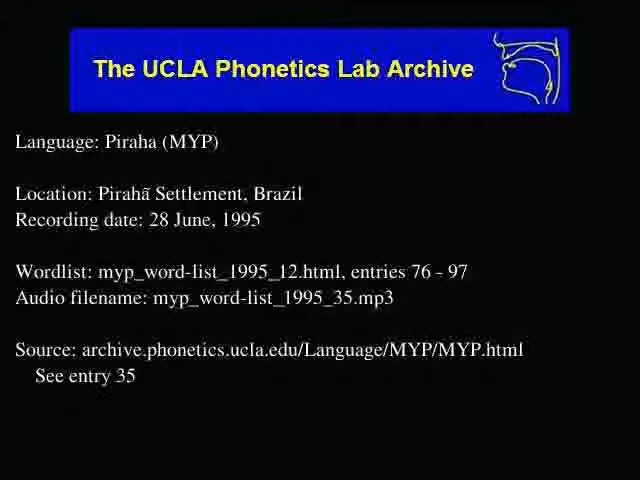 The UCLA Phonetics Lab Archive
Language: Piraha (MYP)
Location: Pirahã Settlement, Brazil
Recording date: 28 June, 1995
Wordlist: myp_word-list_1995_12.html, entries 76 - 97
Audio filename: myp_word-list_1995_35.mp3
Source: archive.phonetics.ucla.edu/Language/MYP/MYP.html
See entry 35